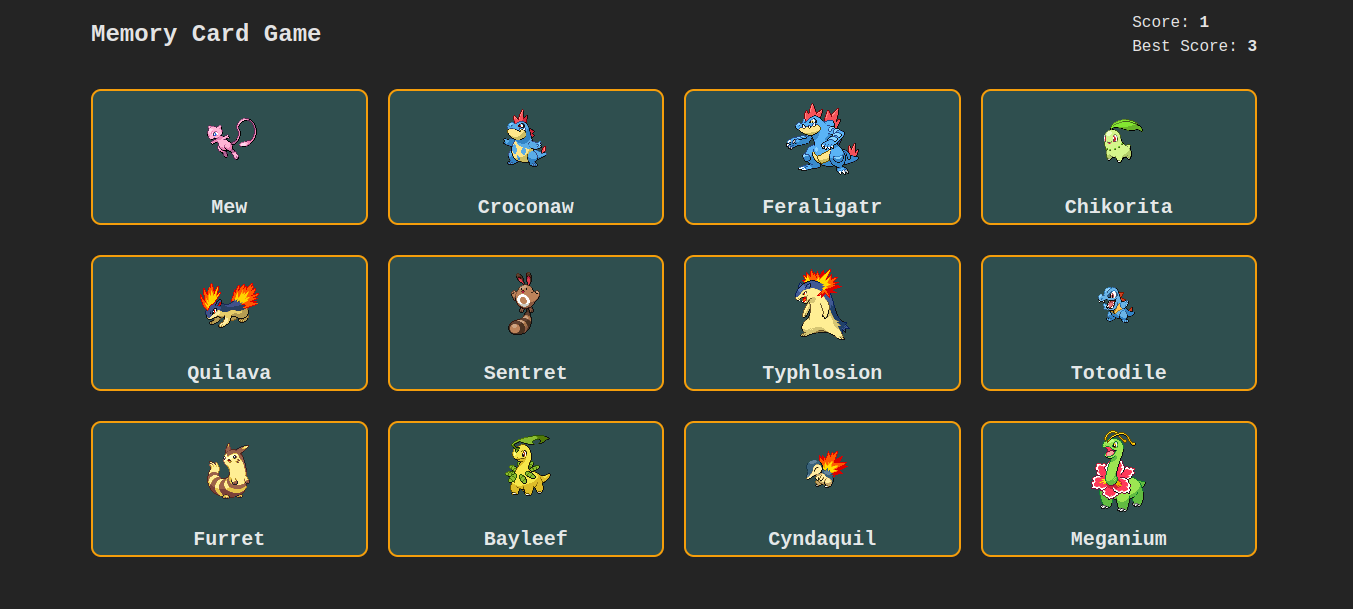 Memory Card Game
Score: 1
Best Score: 3
Mew
Croconaw
Feraligatr
Chikorita
Quilava
Sentret
Typhlosion
Totodile
Furret
Bayleef
Cyndaquil
Meganium